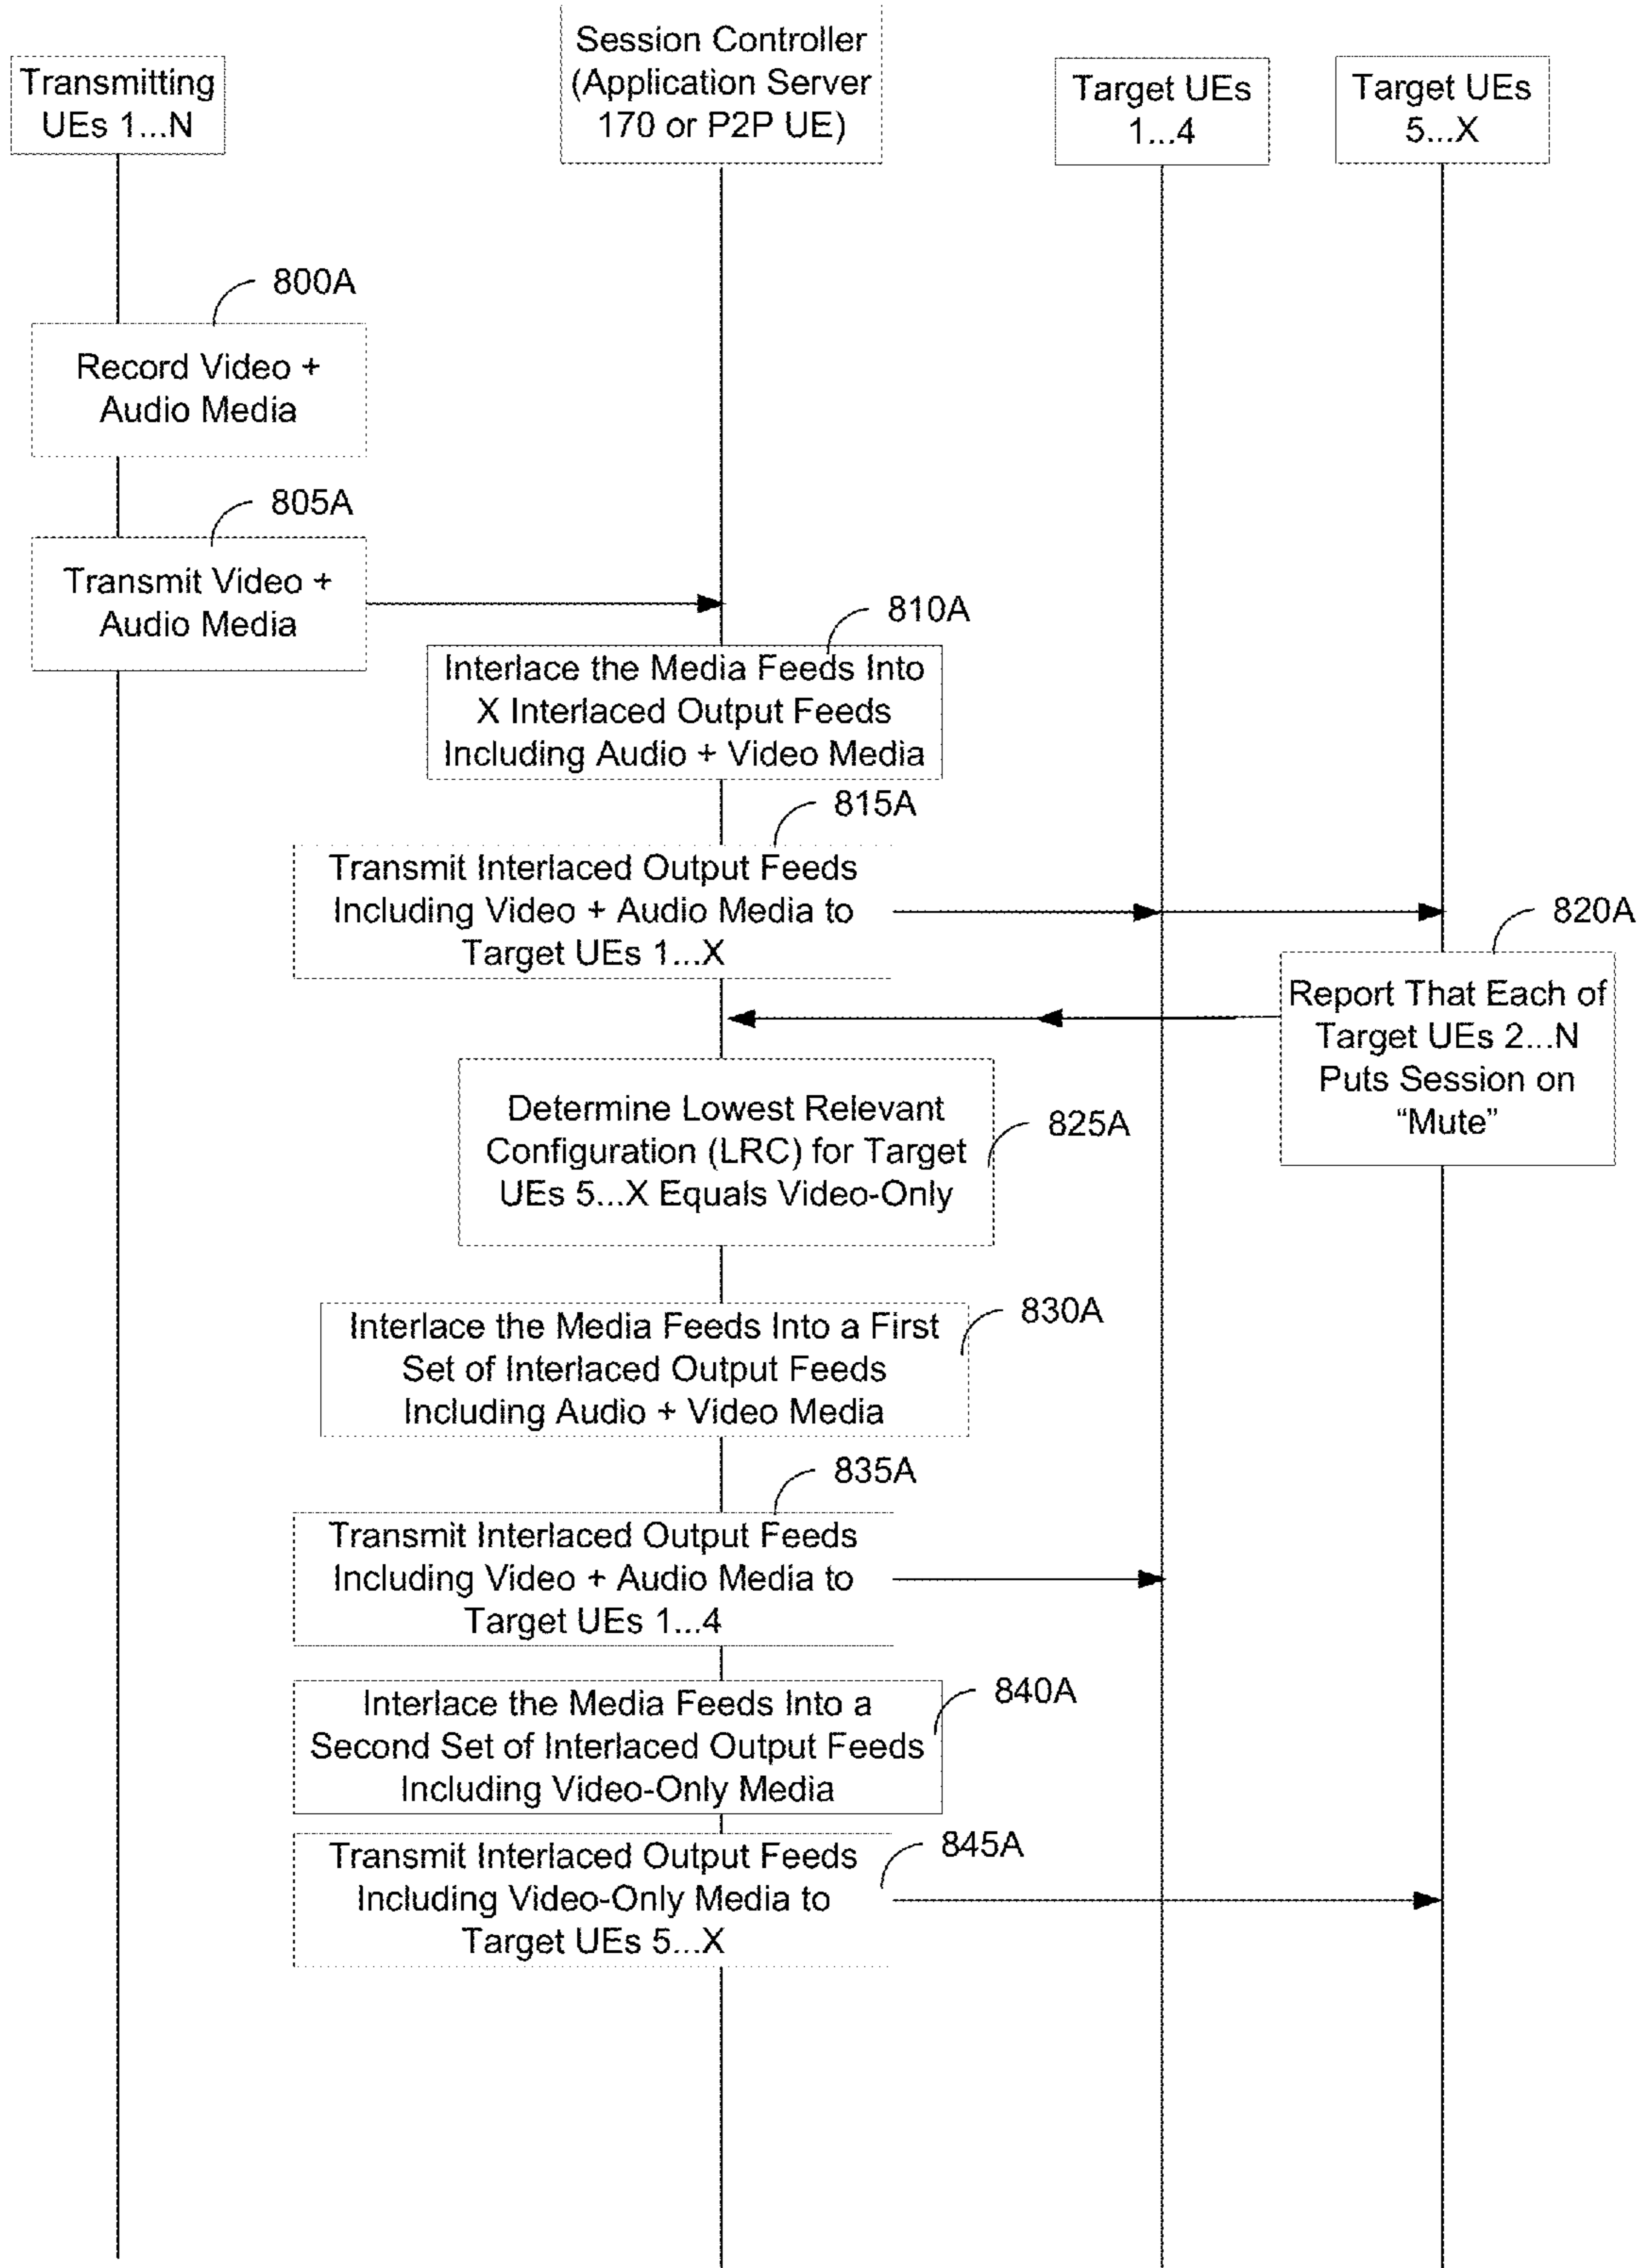 Transmitting
UEs 1...N
Session Controller
(Application Server
170 or P2P UE)
Target UEs
1...4
Target UEs
5...X
800A
Record Video +
Audio Media
805A
Transmit Video +
Audio Media
810A
Interlace the Media Feeds Into
X Interlaced Output Feeds
Including Audio + Video Media
815A
Transmit Interlaced Output Feeds
Including Video + Audio Media to
Target UEs 1...X
820A
Report That Each of
Target UEs 2...N
Puts Session on
“Mute”
Determine Lowest Relevant
Configuration (LRC) for Target
UEs 5...X Equals Video-Only
825A
830A
Interlace the Media Feeds Into a First
Set of Interlaced Output Feeds
Including Audio + Video Media
835A
Transmit Interlaced Output Feeds
Including Video + Audio Media to
Target UEs 1...4
840A
Interlace the Media Feeds Into a
Second Set of Interlaced Output Feeds
Including Video-Only Media
845A
Transmit Interlaced Output Feeds
Including Video-Only Media to
Target UEs 5...X